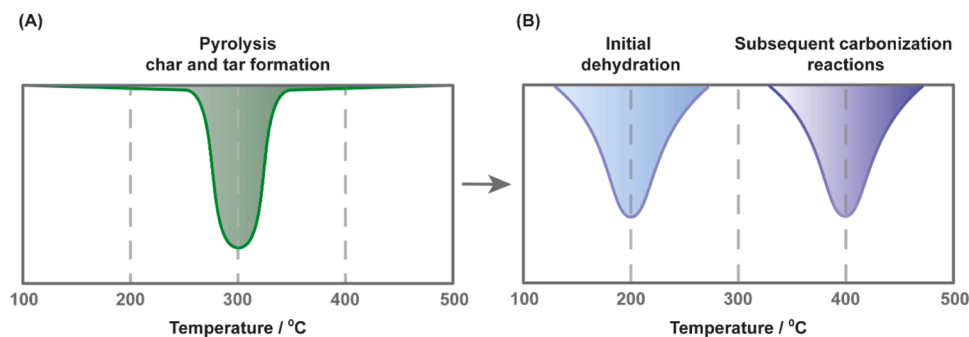 (A)
Pyrolysis
char and tar formation
100 200 300 400 500
Temperature / °C
(B)
Initial
dehydration
Subsequent carbonization
reactions
100 200 300 400 500
Temperature / °C